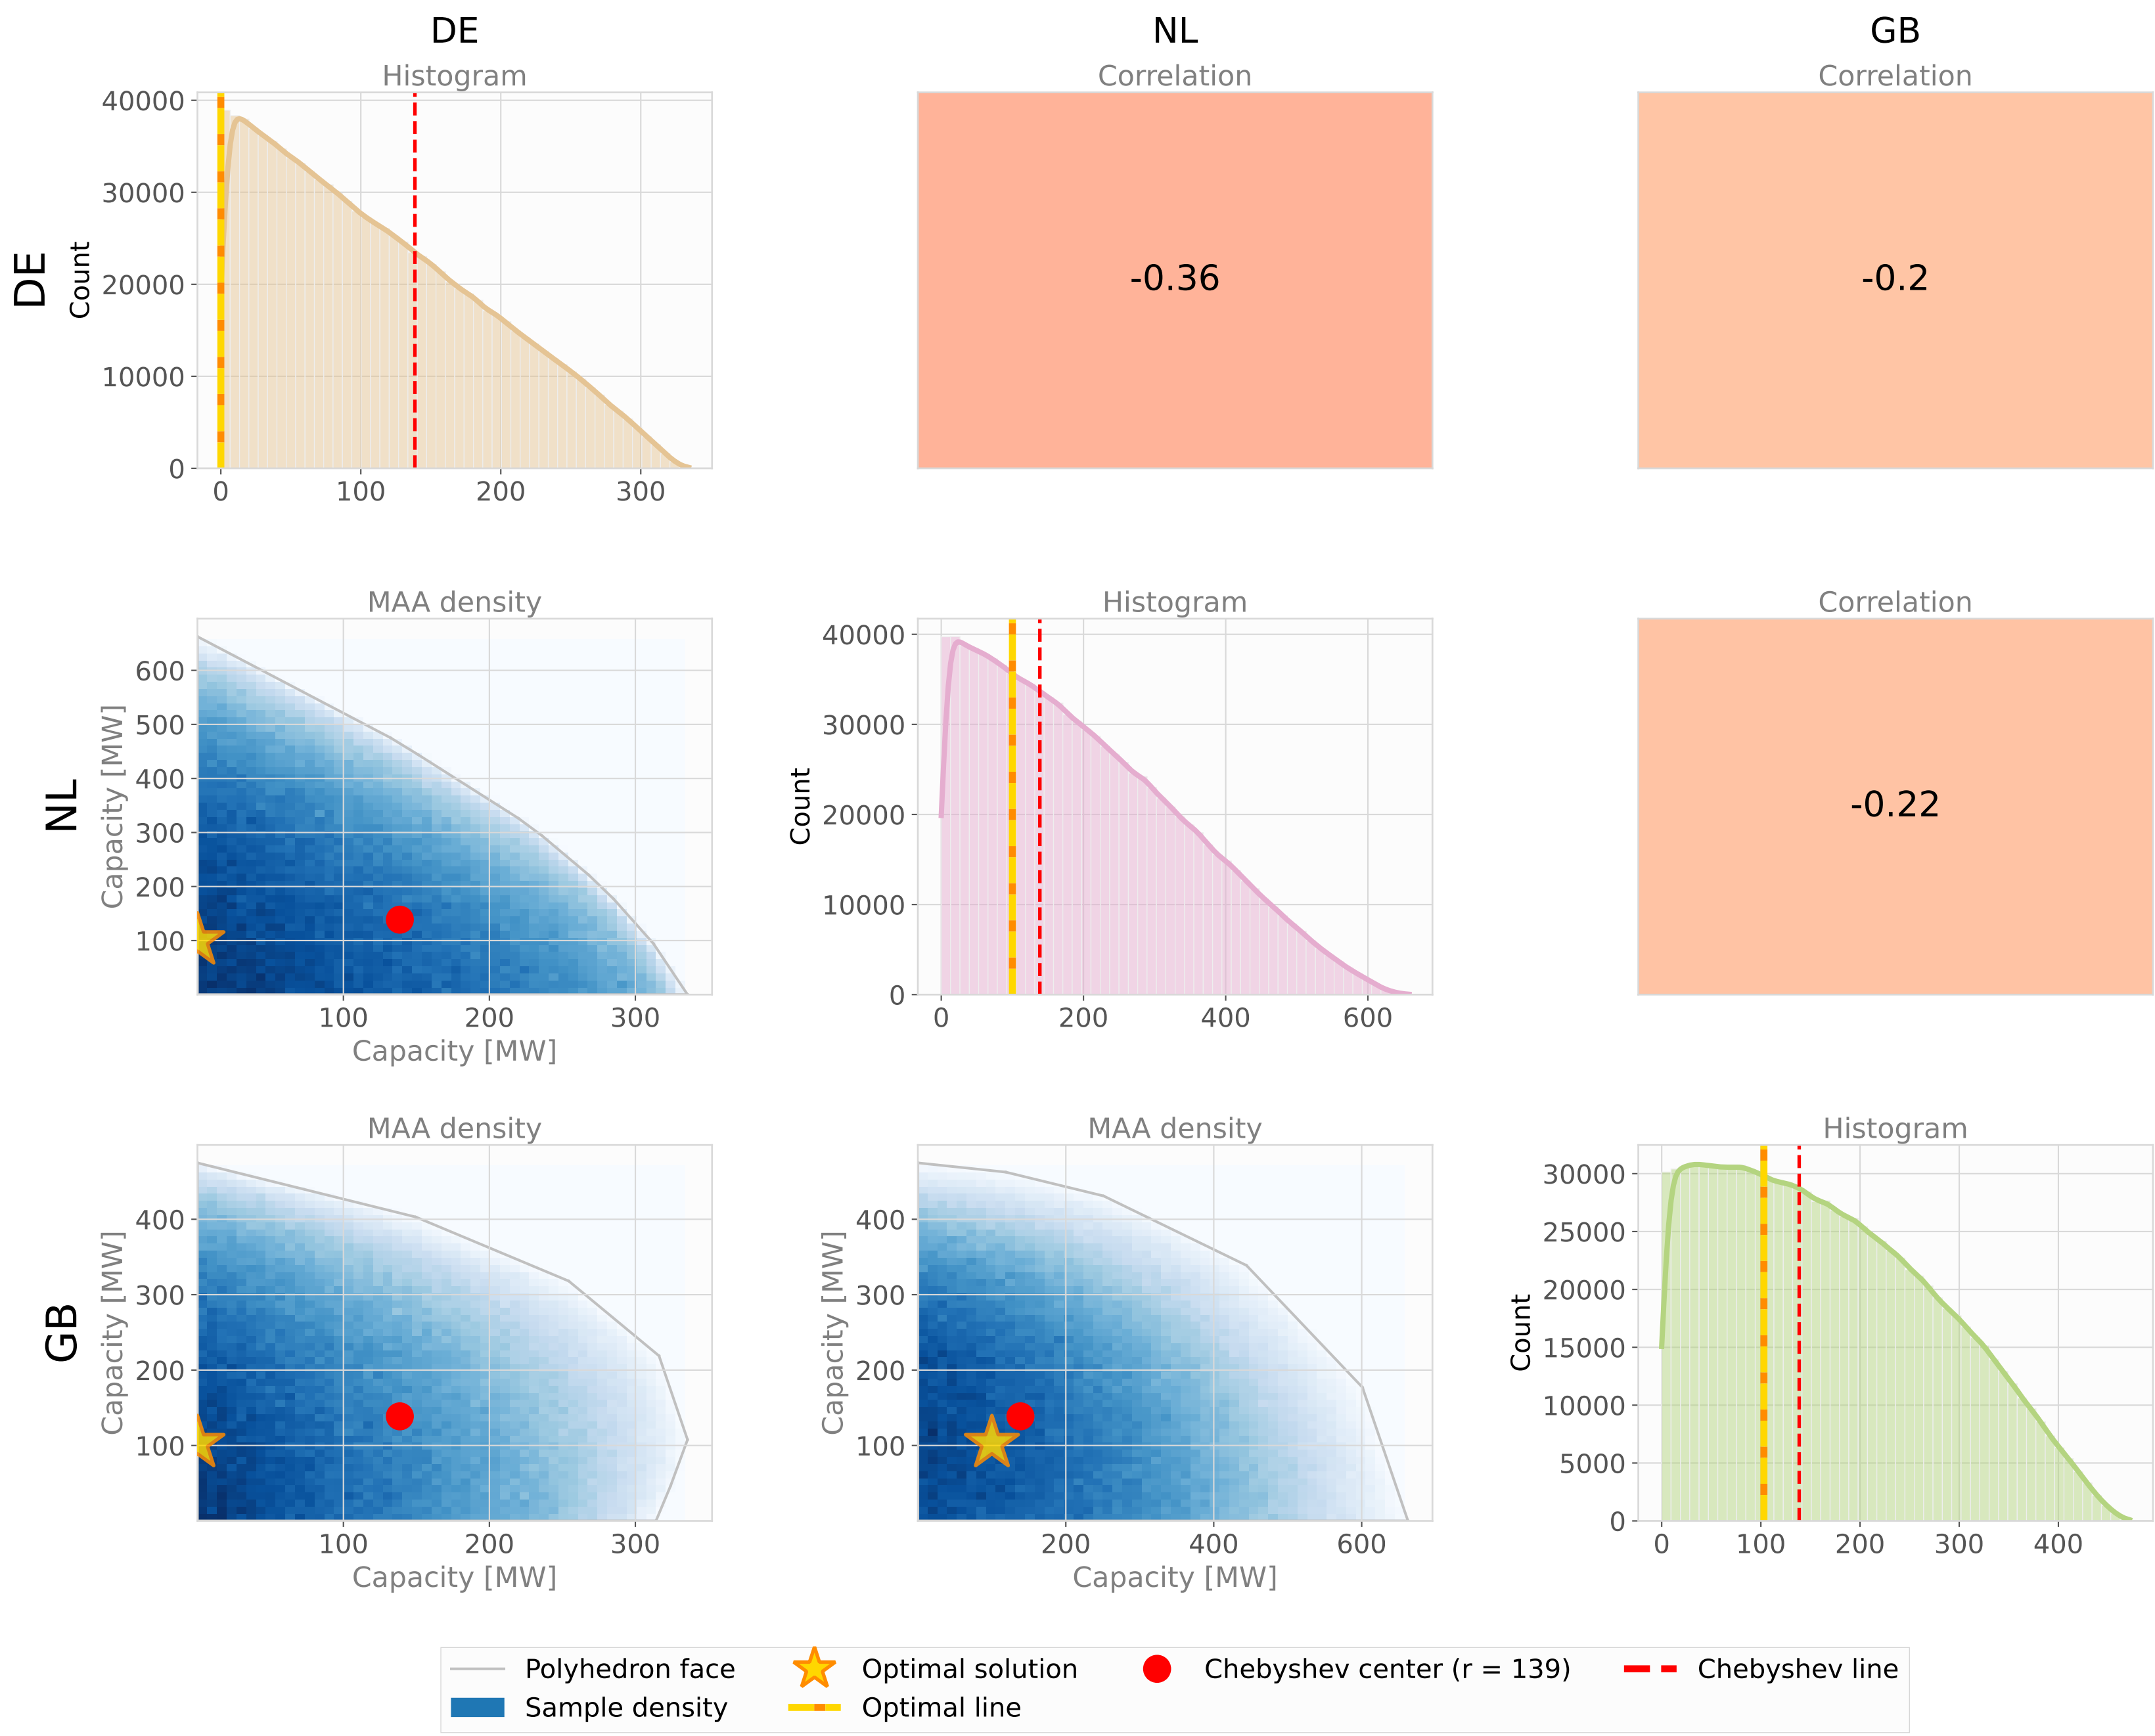 DE NL GB
Histogram Correlation Correlation
DE
Count
40000
30000
20000
10000
0
0 100 200 300
-0.36
-0.2
MAA density Histogram Correlation
NL
Capacity [MW]
600
500
400
300
200
100
100 200 300
Capacity [MW]
Count
40000
30000
20000
10000
0
0 200 400 600
-0.22
MAA density MAA density Histogram
GB
Capacity [MW]
400
300
200
100
100 200 300
Capacity [MW]
Capacity [MW]
400
300
200
100
200 400 600
Capacity [MW]
Count
30000
25000
20000
15000
10000
5000
0
0 100 200 300 400
Polyhedron face Optimal solution Chebyshev center (r = 139) Chebyshev line
Sample density Optimal line